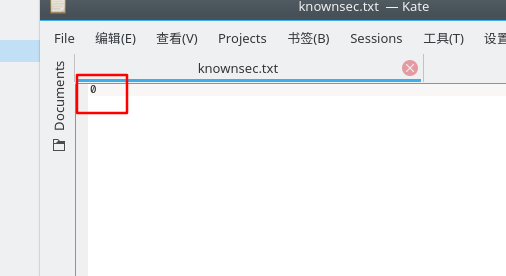 knownsec.txt — Kate
File 编辑(E) 查看(V) Projects 书签(B) Sessions 工具(T) 设置
knownsec.txt
Documents
0